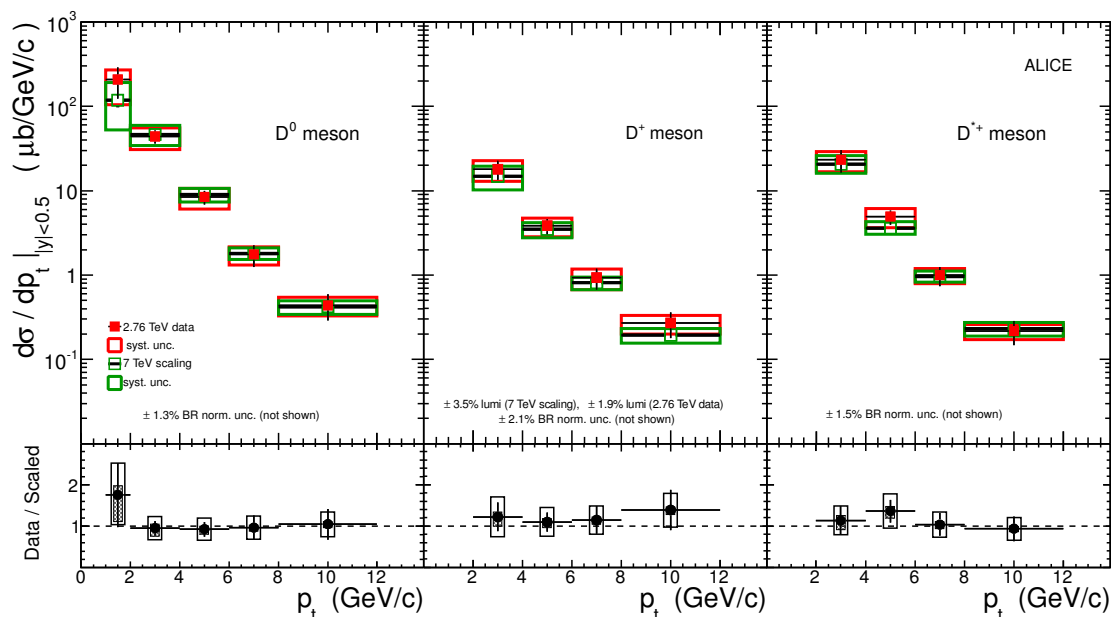 10³
10²
10
1
10⁻¹
dσ / dp_t |_|y|<0.5 ( μb/GeV/c )
D⁰ meson
2.76 TeV data
syst. unc.
7 TeV scaling
syst. unc.
± 1.3% BR norm. unc. (not shown)
D⁺ meson
± 3.5% lumi (7 TeV scaling), ± 1.9% lumi (2.76 TeV data)
± 2.1% BR norm. unc. (not shown)
ALICE
D*⁺ meson
± 1.5% BR norm. unc. (not shown)
Data / Scaled
2
1
0 2 4 6 8 10 12
p_t (GeV/c)
2 4 6 8 10 12
p_t (GeV/c)
2 4 6 8 10 12
p_t (GeV/c)